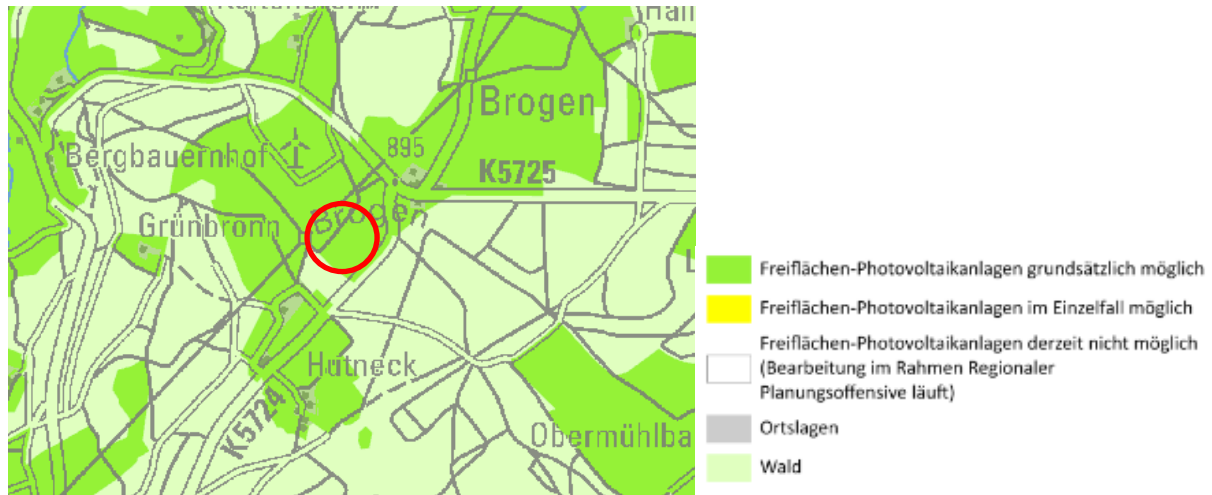 Brogen
895
Bergbauernhof
K5725
Brogen
Grünbronn
Hutneck
K5724
Obermühlba
Freiflächen-Photovoltaikanlagen grundsätzlich möglich
Freiflächen-Photovoltaikanlagen im Einzelfall möglich
Freiflächen-Photovoltaikanlagen derzeit nicht möglich
(Bearbeitung im Rahmen Regionaler
Planungsoffensive läuft)
Ortslagen
Wald